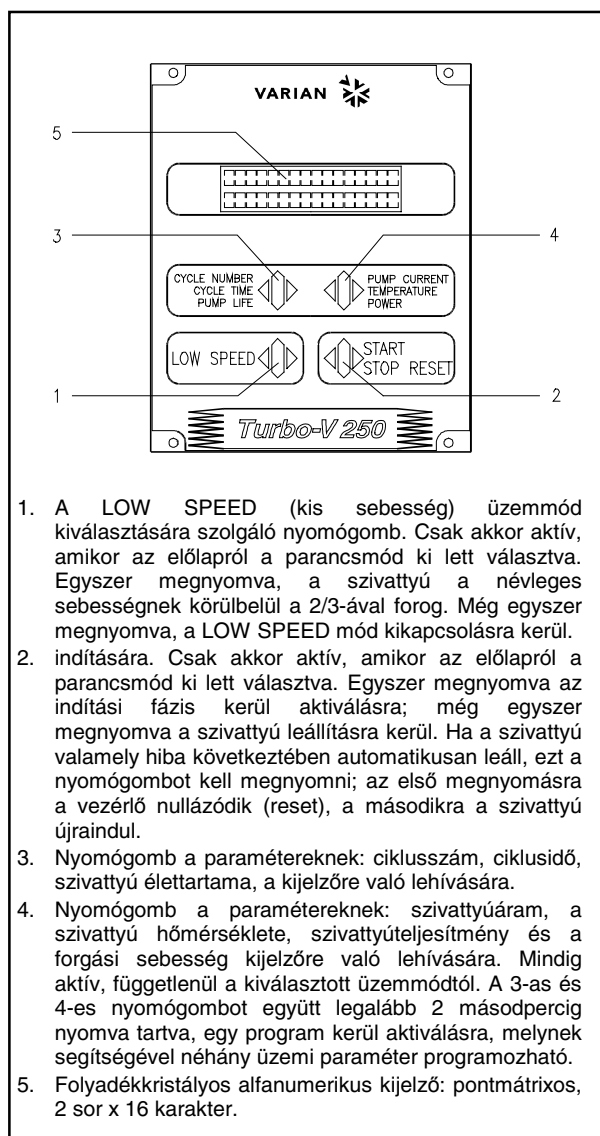 VARIAN
5
3
4
CYCLE NUMBER
CYCLE TIME
PUMP LIFE
PUMP CURRENT
TEMPERATURE
POWER
LOW SPEED
START
STOP RESET
1
2
Turbo-V 250
1. A LOW SPEED (kis sebesség) üzemmód
kiválasztására szolgáló nyomógomb. Csak akkor aktív,
amikor az előlapról a parancsmód ki lett választva.
Egyszer megnyomva, a szivattyú a névleges
sebességnek körülbelül a 2/3-ával forog. Még egyszer
megnyomva, a LOW SPEED mód kikapcsolásra kerül.
2. indítására. Csak akkor aktív, amikor az előlapról a
parancsmód ki lett választva. Egyszer megnyomva az
indítási fázis kerül aktiválásra; még egyszer
megnyomva a szivattyú leállításra kerül. Ha a szivattyú
valamely hiba következtében automatikusan leáll, ezt a
nyomógombot kell megnyomni; az első megnyomásra
a vezérlő nullázódik (reset), a másodikra a szivattyú
újraindul.
3. Nyomógomb a paramétereknek: ciklusszám, ciklusidő,
szivattyú élettartama, a kijelzőre való lehívására.
4. Nyomógomb a paramétereknek: szivattyúáram, a
szivattyú hőmérséklete, szivattyúteljesítmény és a
forgási sebesség kijelzőre való lehívására. Mindig
aktív, függetlenül a kiválasztott üzemmódtól. A 3-as és
4-es nyomógombot együtt legalább 2 másodpercig
nyomva tartva, egy program kerül aktiválásra, melynek
segítségével néhány üzemi paraméter programozható.
5. Folyadékkristályos alfanumerikus kijelző: pontmátrixos,
2 sor x 16 karakter.